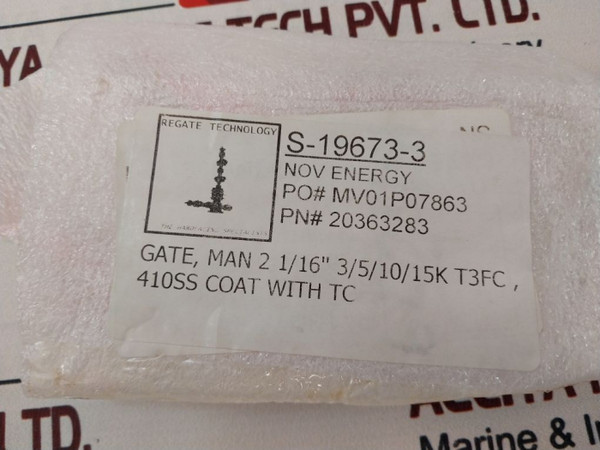 TECH PVT. LTD.
REGATE TECHNOLOGY
S-19673-3
NOV ENERGY
PO# MV01P07863
PN# 20363283
GATE, MAN 2 1/16" 3/5/10/15K T3FC ,
410SS COAT WITH TC
LTD.
Marine &